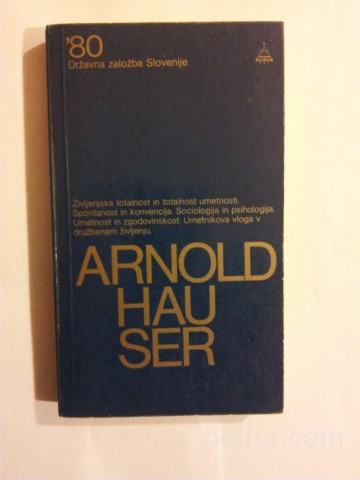 '80
Državna založba Slovenije
Življenjska totalnost in totalnost umetnosti.
Spontanost in konvencija. Sociologija in psihologija.
Umetnost in zgodovinskost. Umetnikova vloga v
družbenem življenju.
ARNOLD
HAU
SER
bolha.com